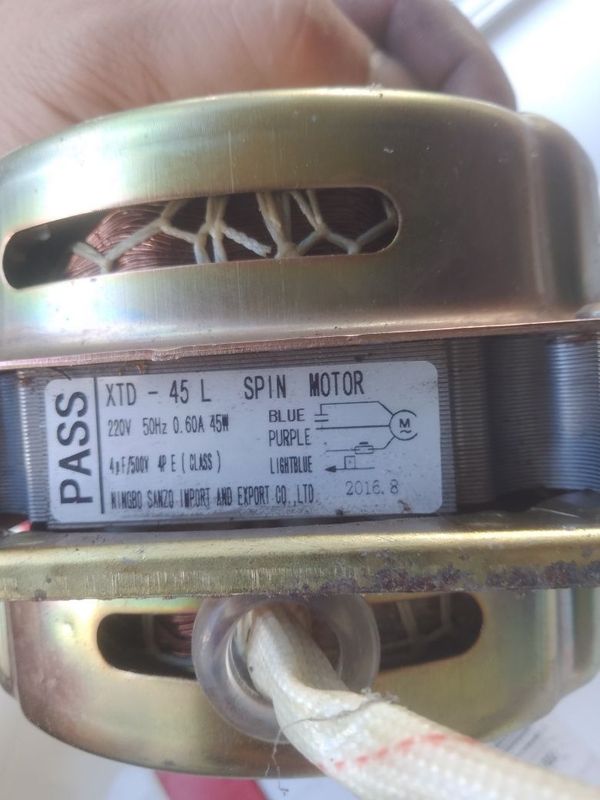 PASS
XTD - 45 L SPIN MOTOR
220V 50Hz 0.60A 45W
4μF/500V 4P E ( CLASS )
BLUE
PURPLE
LIGHTBLUE
M
NINGBO SANZO IMPORT AND EXPORT CO.,LTD
2016.8